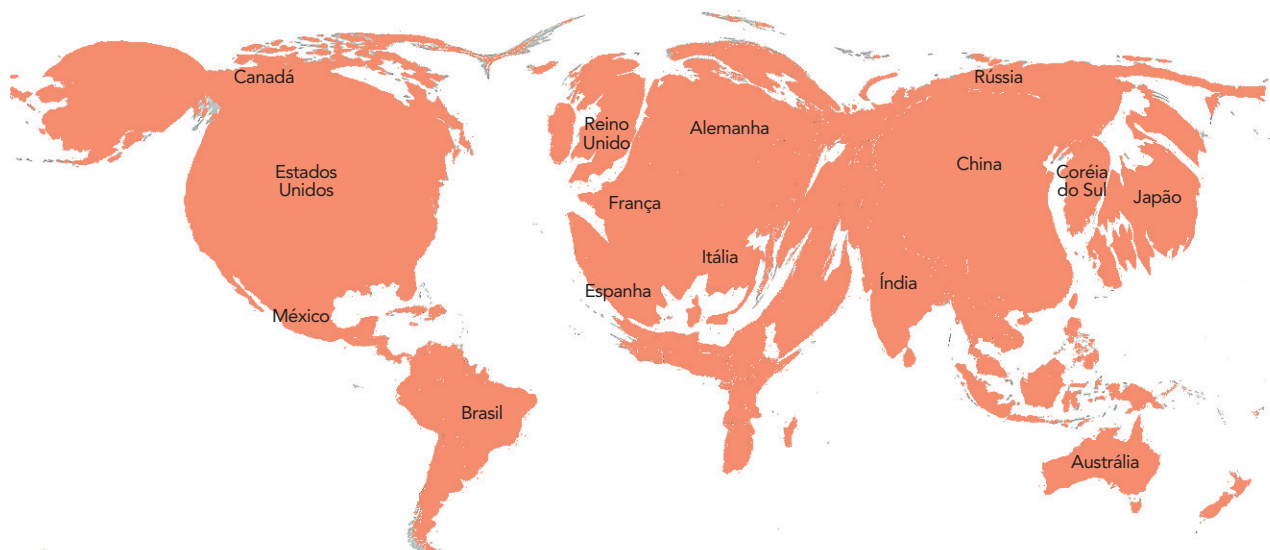 Canadá
Rússia
Reino
Unido
Alemanha
Estados
Unidos
China
Coréia
do Sul
Japão
França
Itália
Espanha
Índia
México
Brasil
Austrália